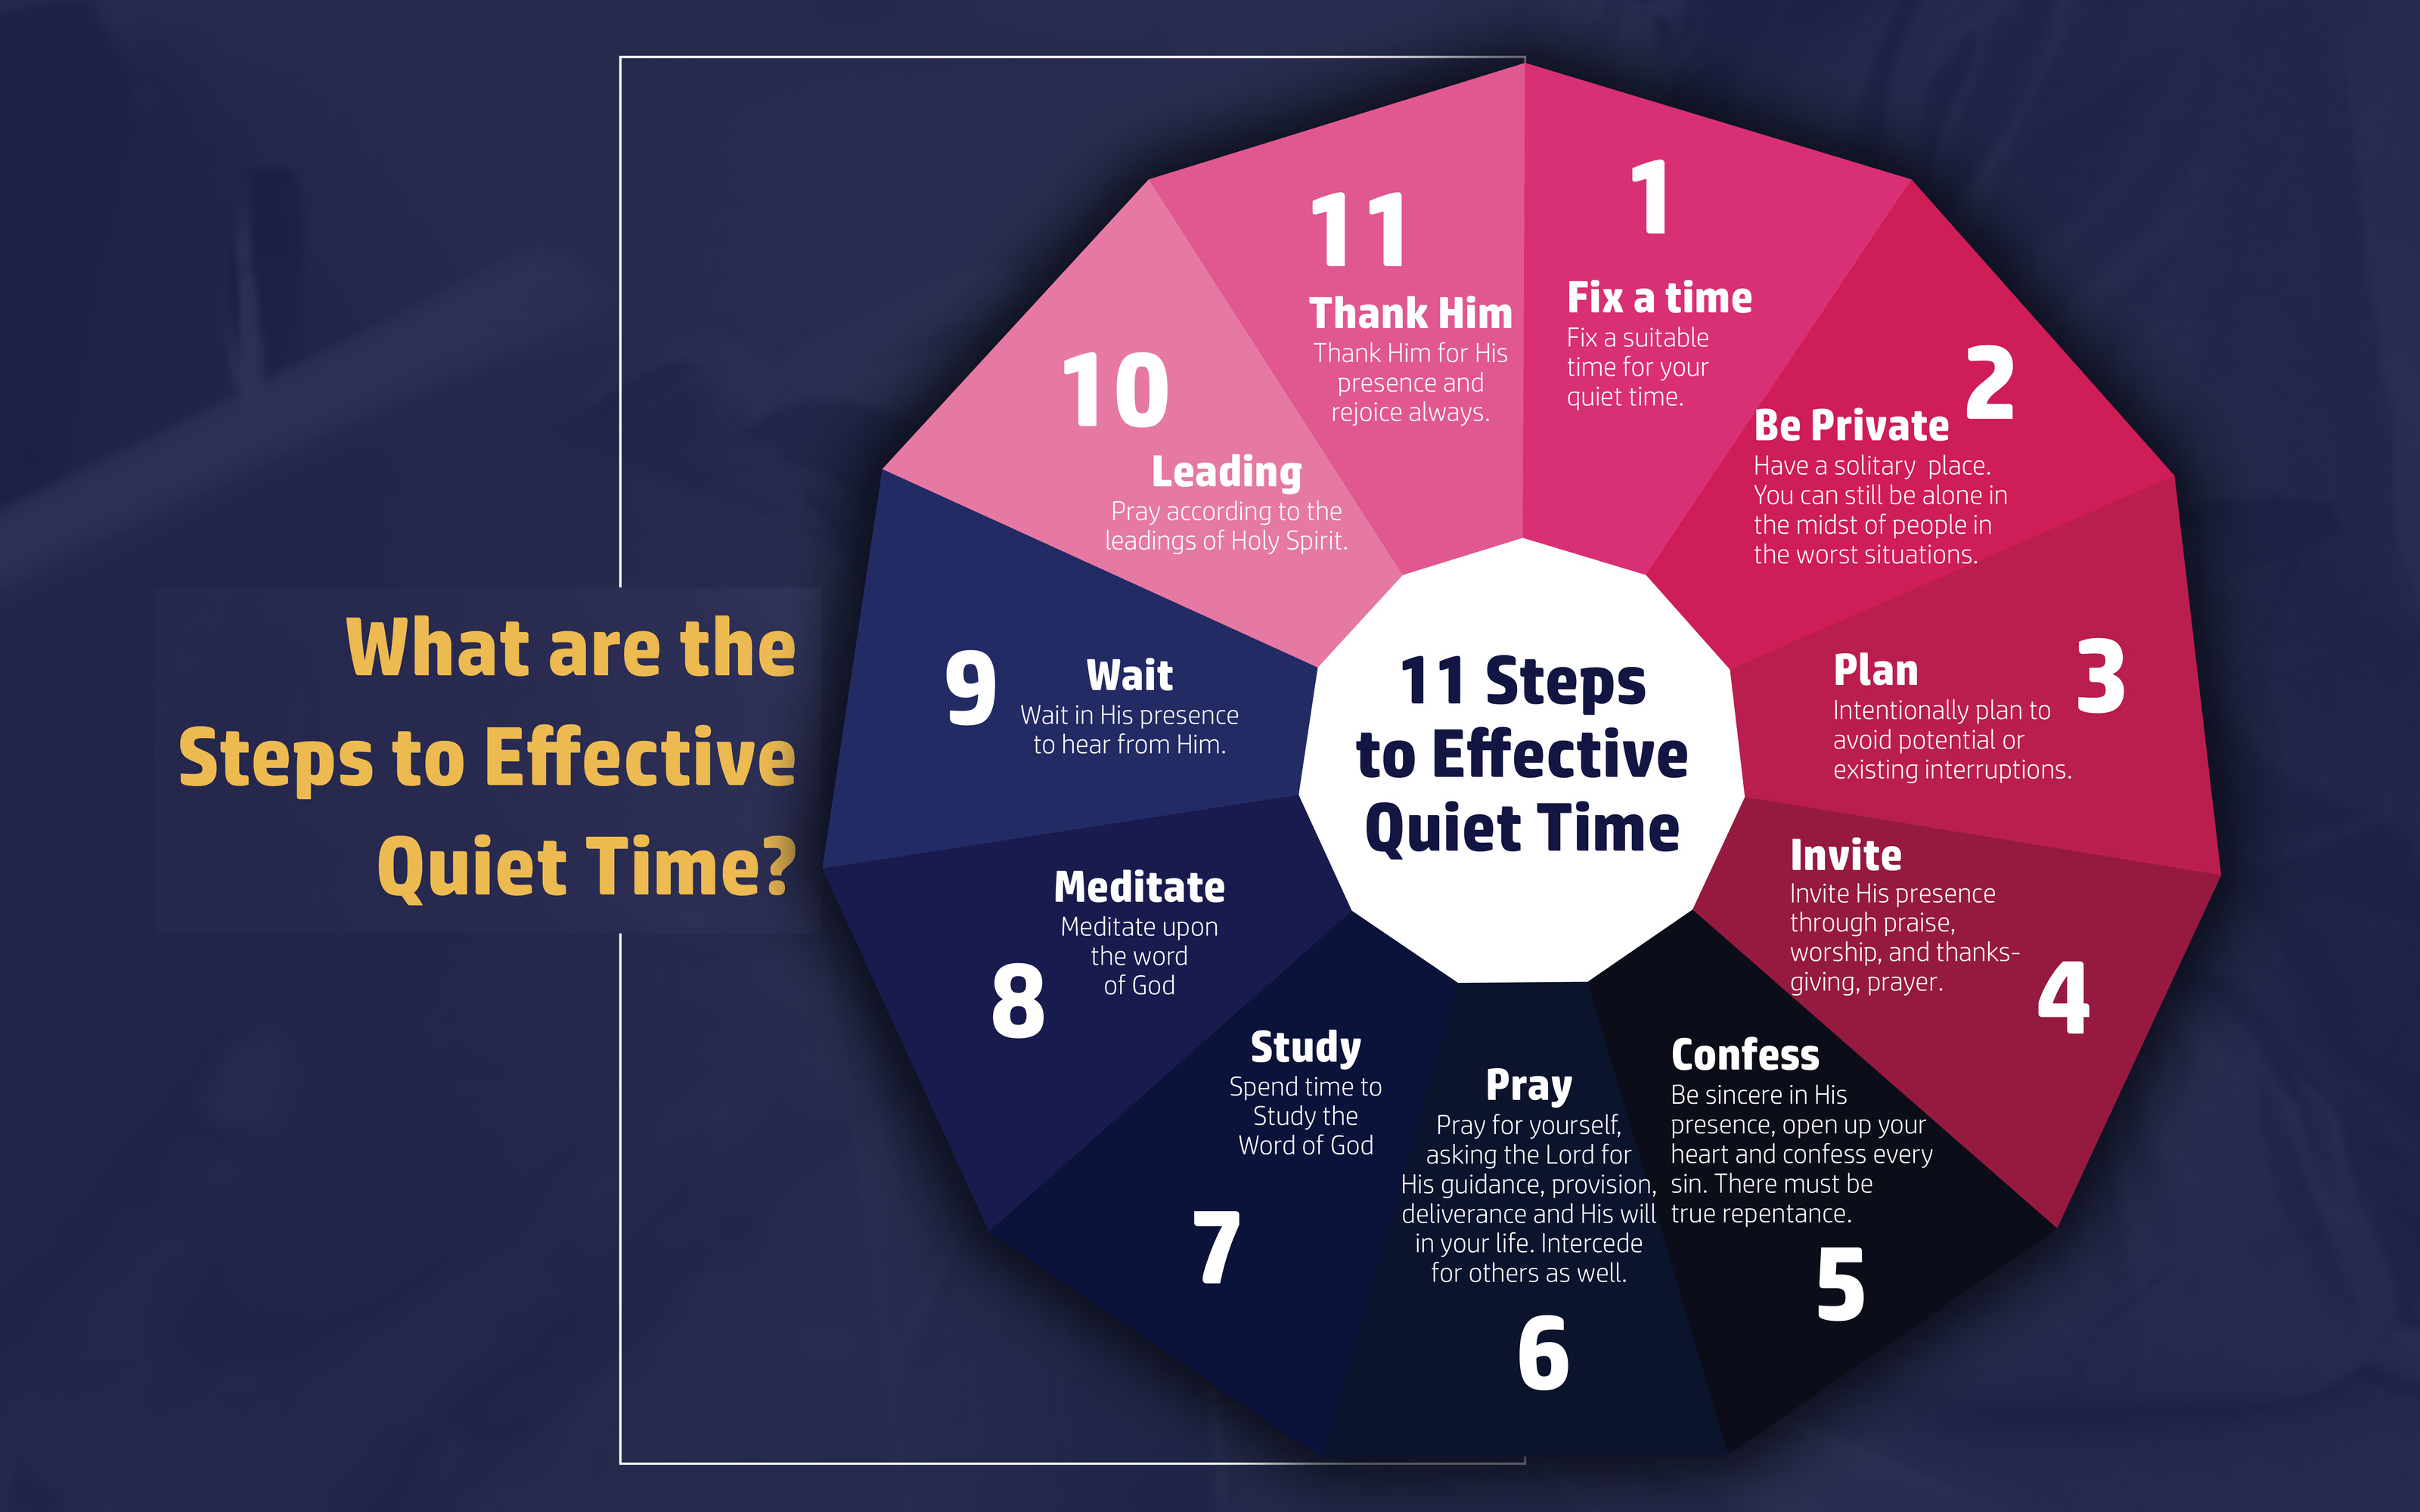 What are the
Steps to Effective
Quiet Time?
11 Steps
to Effective
Quiet Time
1
Fix a time
Fix a suitable
time for your
quiet time.
2
Be Private
Have a solitary  place.
You can still be alone in
the midst of people in
the worst situations.
3
Plan
Intentionally plan to
avoid potential or
existing interruptions.
4
Invite
Invite His presence
through praise,
worship, and thanks-
giving, prayer.
5
Confess
Be sincere in His
presence, open up your
heart and confess every
sin. There must be
true repentance.
6
Pray
Pray for yourself,
asking the Lord for
His guidance, provision,
deliverance and His will
in your life. Intercede
for others as well.
7
Study
Spend time to
Study the
Word of God
8
Meditate
Meditate upon
the word
of God
9
Wait
Wait in His presence
to hear from Him.
10
Leading
Pray according to the
leadings of Holy Spirit.
11
Thank Him
Thank Him for His
presence and
rejoice always.